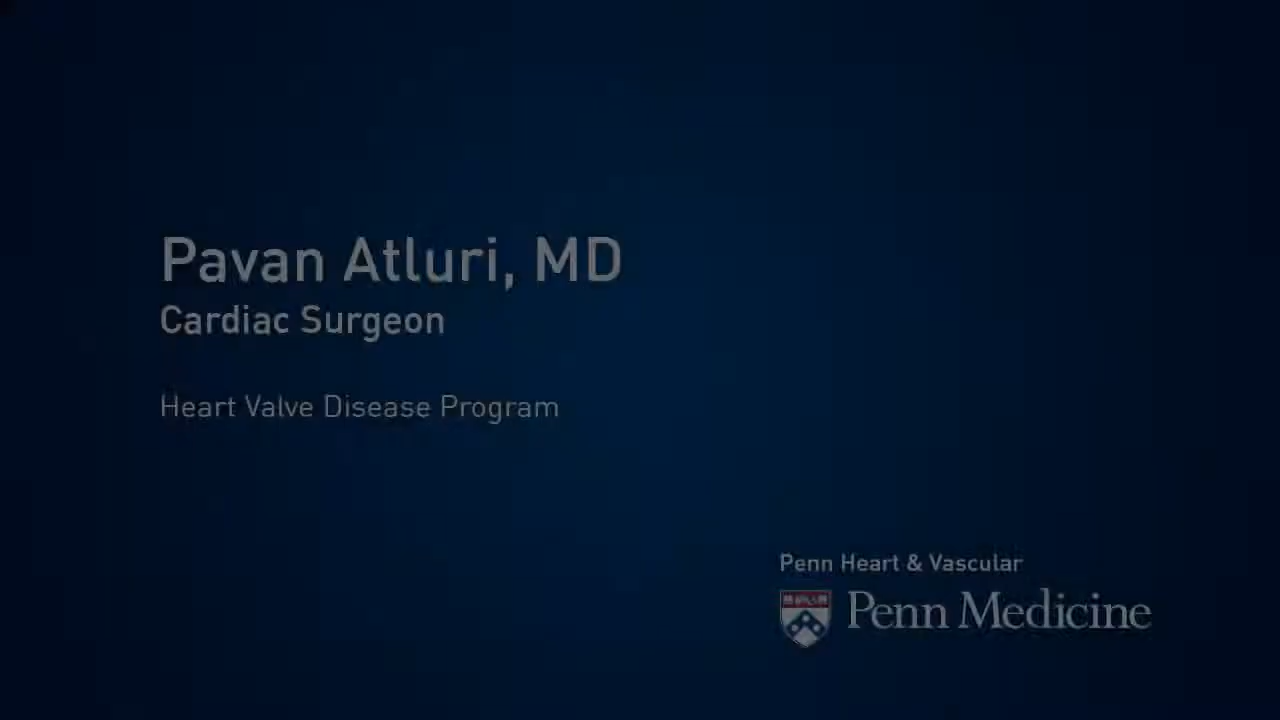 Pavan Atluri, MD
Cardiac Surgeon
Heart Valve Disease Program
Penn Heart & Vascular
Penn Medicine